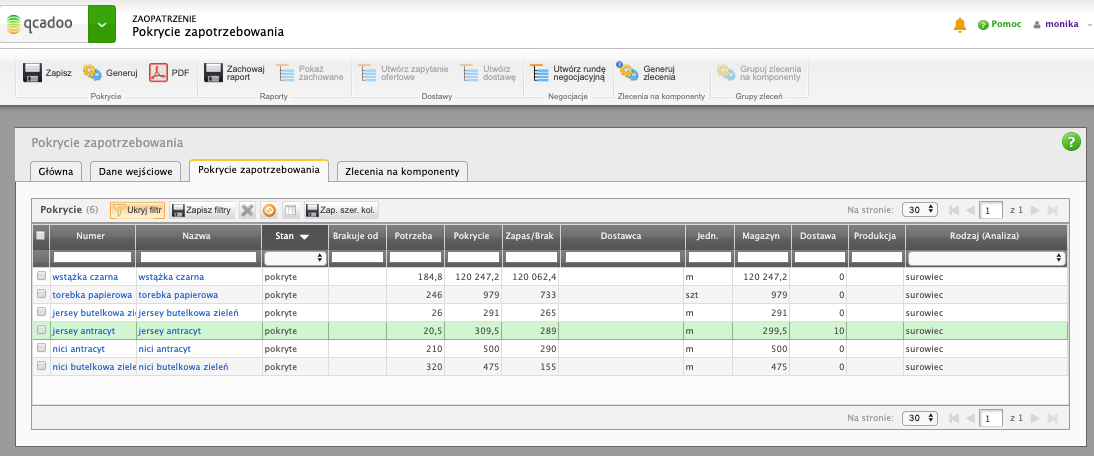 qcadoo
ZAOPATRZENIE
Pokrycie zapotrzebowania
Pomoc
monika
Zapisz
Generuj
PDF
Zachowaj raport
Pokaż zachowane
Utwórz zapytanie ofertowe
Utwórz dostawę
Utwórz rundę negocjacyjną
Generuj zlecenia
Grupuj zlecenia na komponenty
Pokrycie
Raporty
Dostawy
Negocjacje
Zlecenia na komponenty
Grupy zleceń
Pokrycie zapotrzebowania
?
Główna
Dane wejściowe
Pokrycie zapotrzebowania
Zlecenia na komponenty
Pokrycie (6) Ukryj filtr Zapisz filtry Zap. szer. kol. Na stronie: 30 1 z 1
Numer Nazwa Stan Brakuje od Potrzeba Pokrycie Zapas/Brak Dostawca Jedn. Magazyn Dostawa Produkcja Rodzaj (Analiza)
wstążka czarna wstążka czarna pokryte 184,8 120 247,2 120 062,4 m 120 247,2 0 surowiec
torebka papierowa torebka papierowa pokryte 246 979 733 szt 979 0 surowiec
jersey butelkowa zi jersey butelkowa zieleń pokryte 26 291 265 m 291 0 surowiec
jersey antracyt jersey antracyt pokryte 20,5 309,5 289 m 299,5 10 surowiec
nici antracyt nici antracyt pokryte 210 500 290 m 500 0 surowiec
nici butelkowa ziele nici butelkowa zieleń pokryte 320 475 155 m 475 0 surowiec
Na stronie: 30 1 z 1